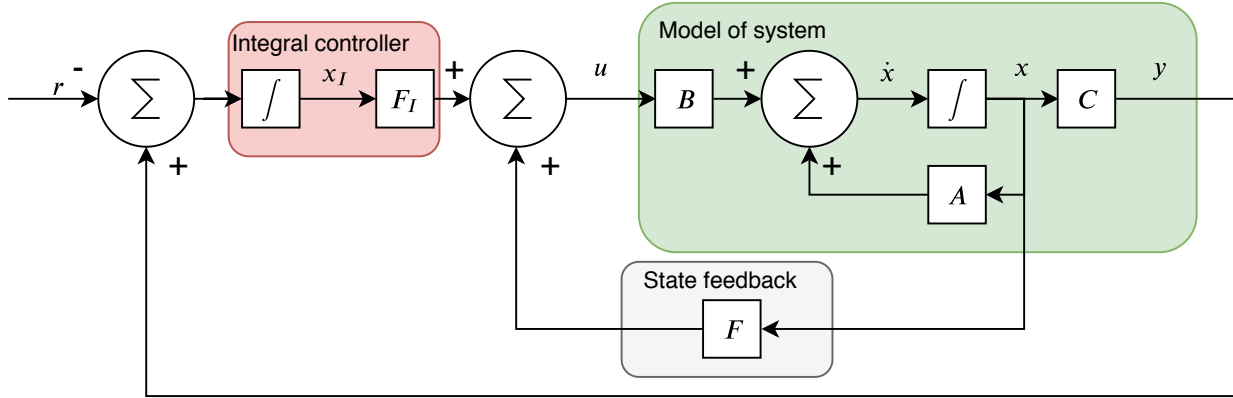 Model of system
Integral controller
r
-
∑
+
∫
x_I
F_I
+
∑
+
u
B
+
∑
+
ẋ
∫
x
C
y
A
State feedback
F